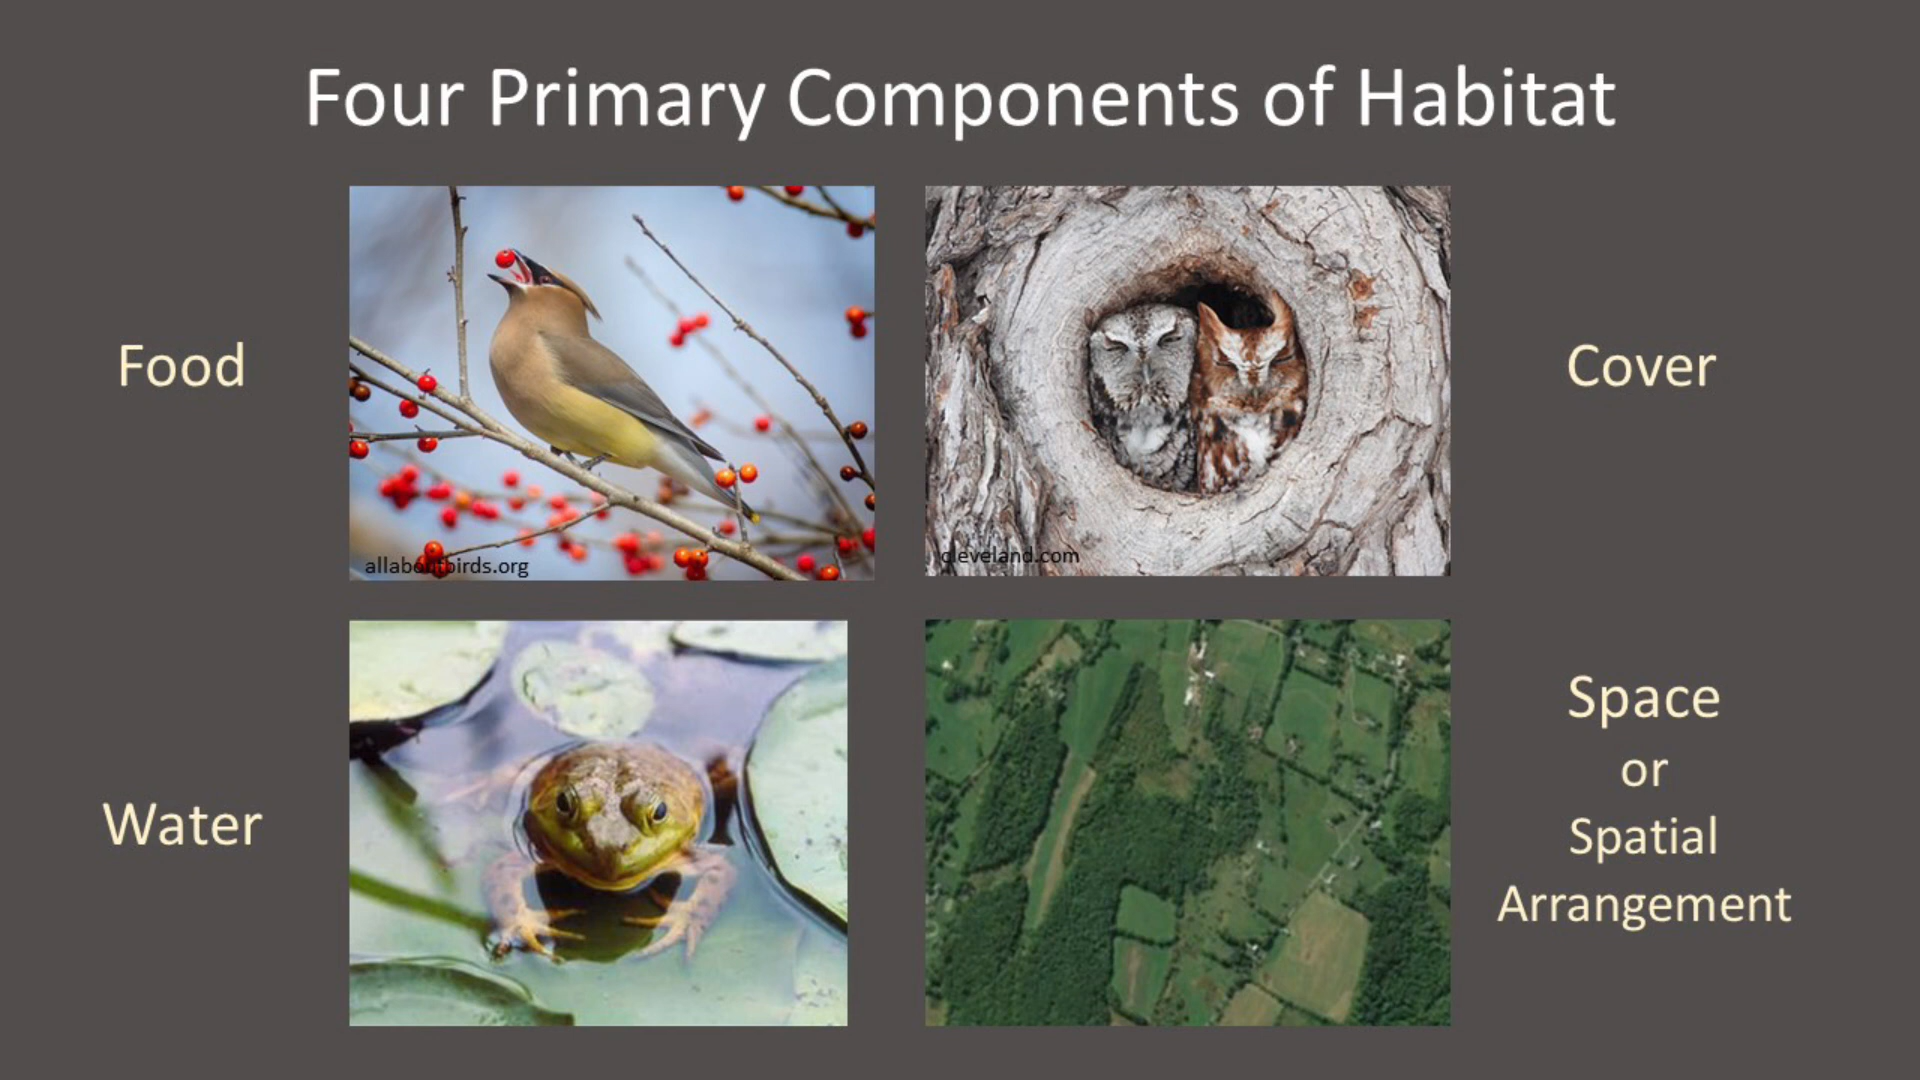 Four Primary Components of Habitat
Food
allaboutbirds.org
cleveland.com
Cover
Water
Space
or
Spatial
Arrangement